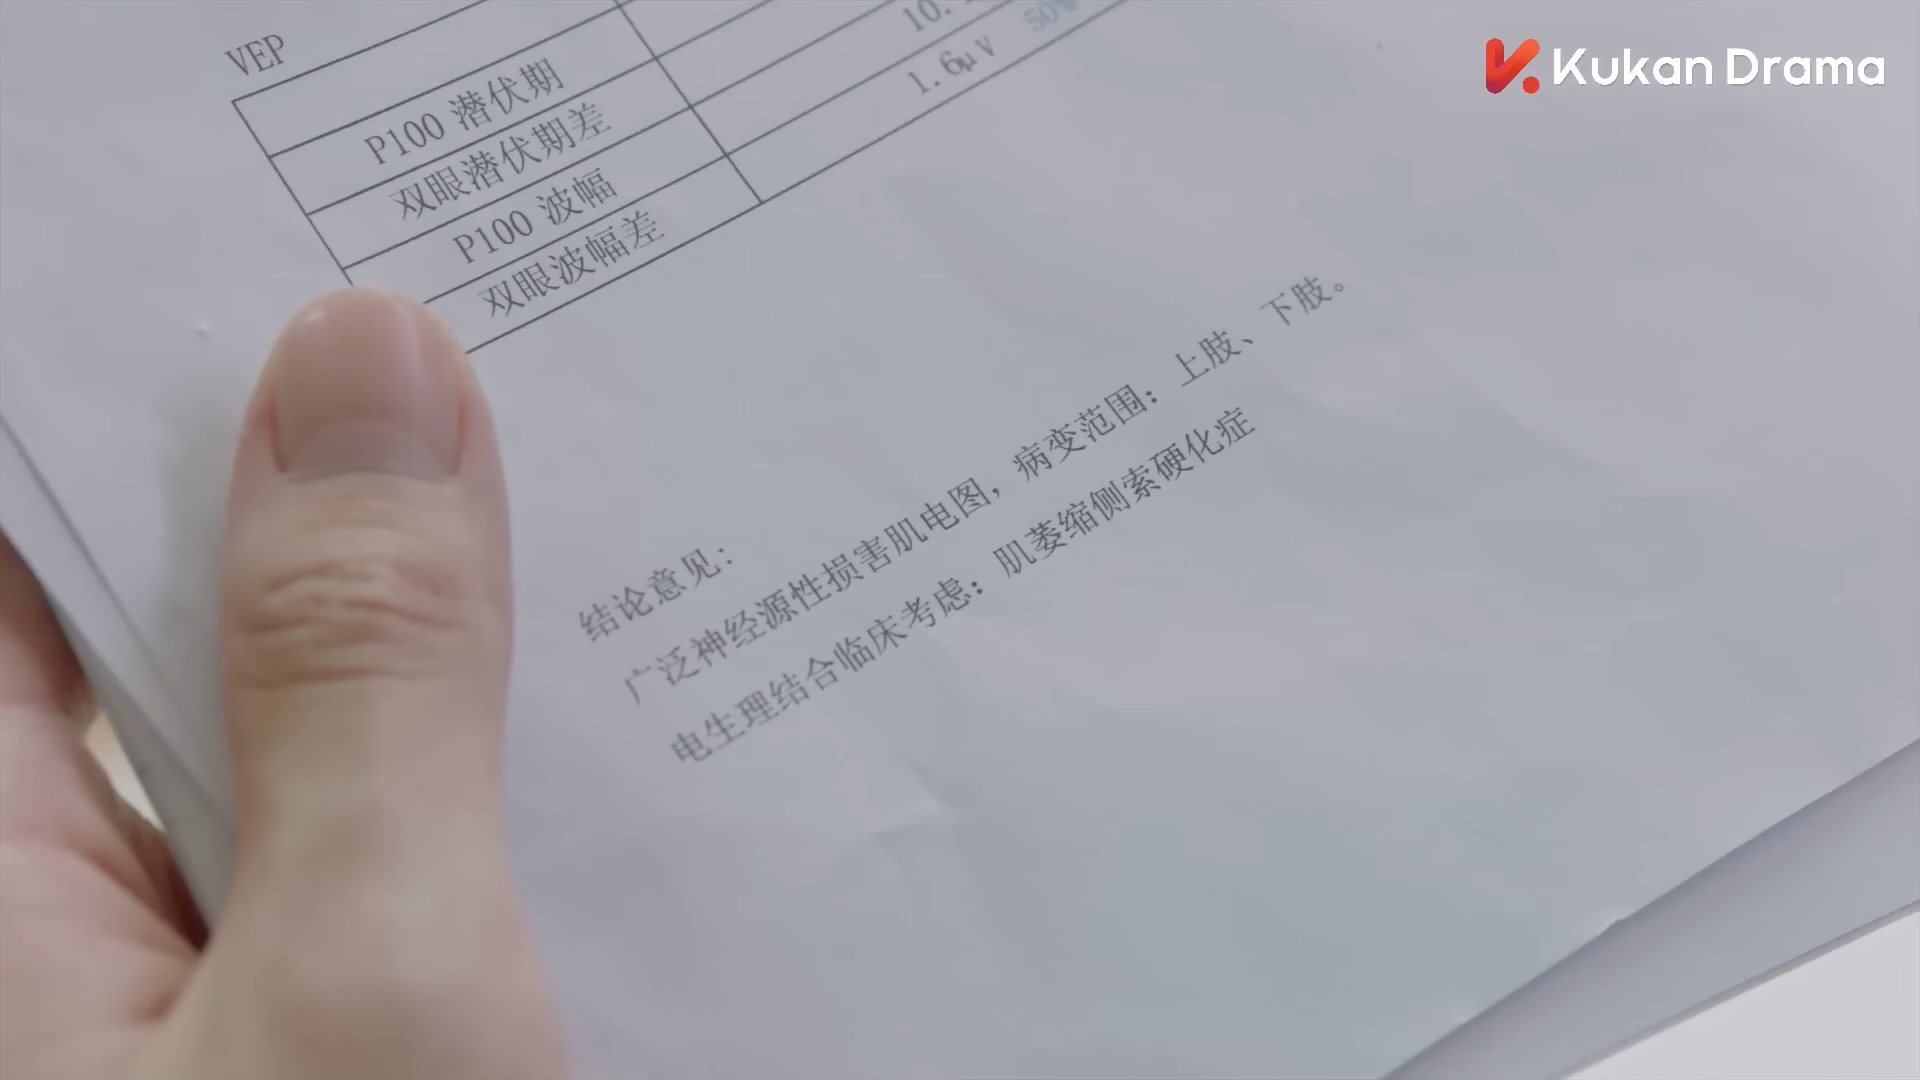 Kukan Drama
VEP
P100 潜伏期
双眼潜伏期差
P100 波幅
双眼波幅差
10.
1.6μV
50%
结论意见：
广泛神经源性损害肌电图，病变范围：上肢、下肢。
电生理结合临床考虑：肌萎缩侧索硬化症